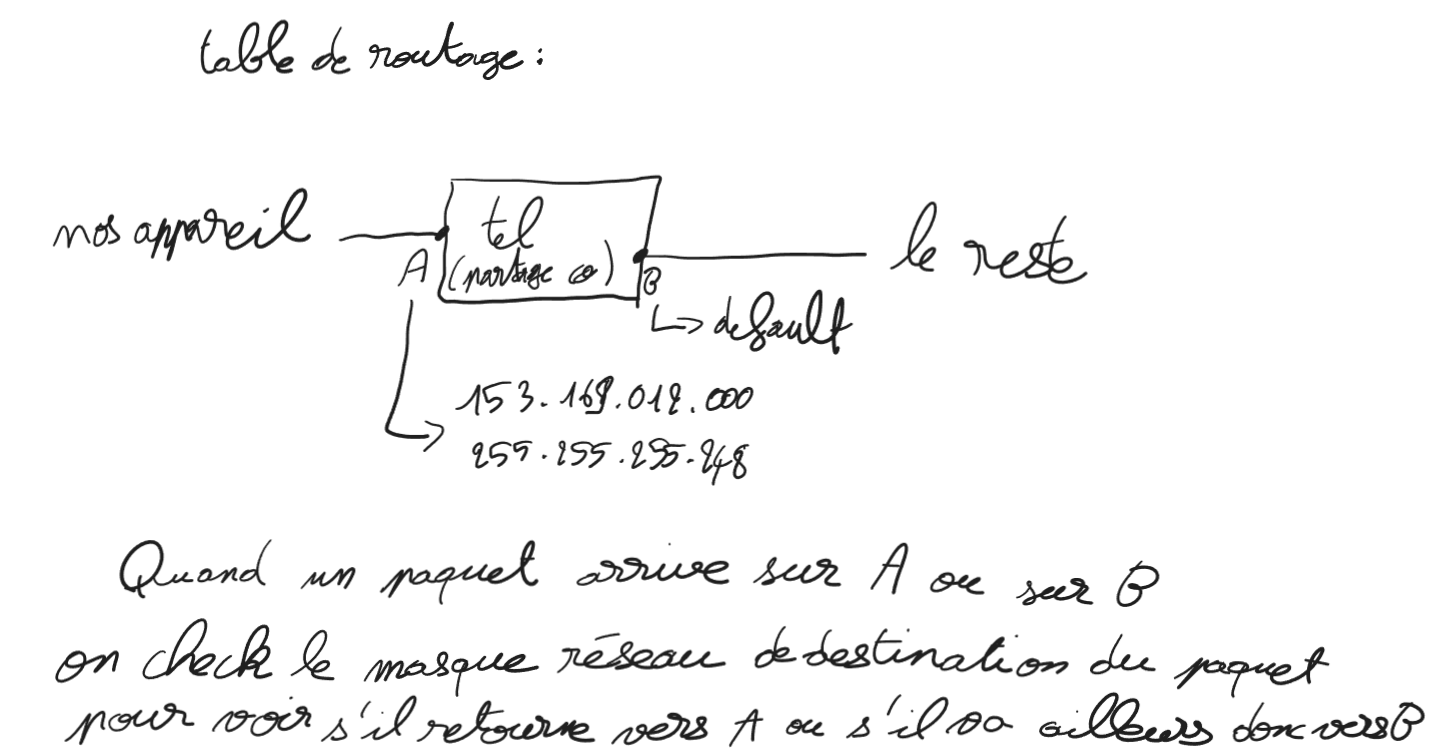 table de routage :
nos appareil
tel
le reste
A
(partage co)
B
↳ default
153.168.012.000
255.255.255.248
Quand un paquet arrive sur A ou sur B
on check le masque réseau de destination du paquet
pour voir s'il retourne vers A ou s'il va ailleurs donc vers B